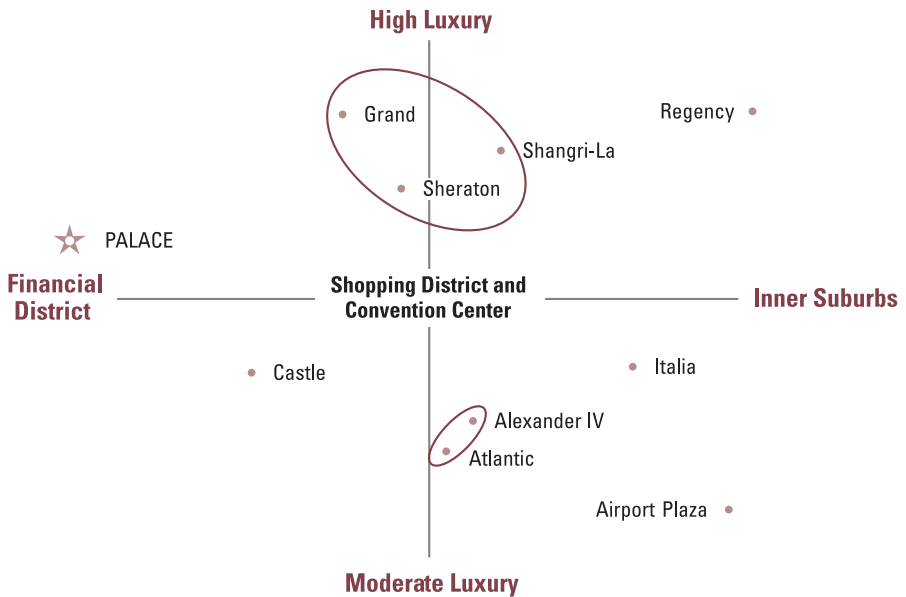 High Luxury
Grand
Regency
Shangri-La
Sheraton
PALACE
Financial
District
Shopping District and
Convention Center
Inner Suburbs
Castle
Italia
Alexander IV
Atlantic
Airport Plaza
Moderate Luxury